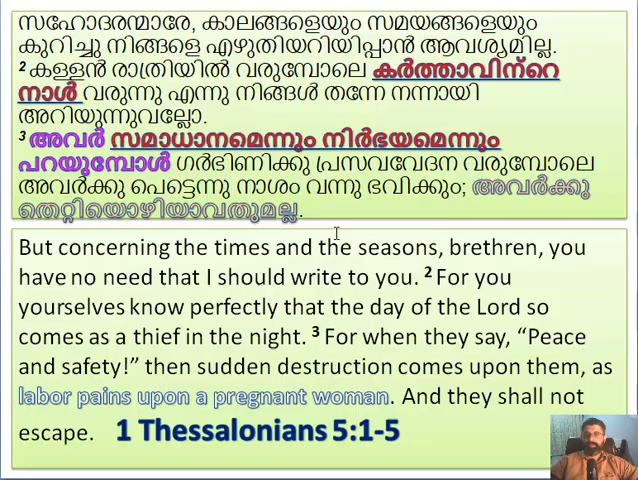 സഹോദരന്മാരേ, കാലങ്ങളെയും സമയങ്ങളെയും
കുറിച്ചു നിങ്ങളെ എഴുതിയറിയിപ്പാൻ ആവശ്യമില്ല.
2 കള്ളൻ രാത്രിയിൽ വരുമ്പോലെ കർത്താവിന്റെ
നാൾ വരുന്നു എന്നു നിങ്ങൾ തന്നേ നന്നായി
അറിയുന്നുവല്ലോ.
3 അവർ സമാധാനമെന്നും നിർഭയമെന്നും
പറയുമ്പോൾ ഗർഭിണിക്കു പ്രസവവേദന വരുമ്പോലെ
അവർക്കു പെട്ടെന്നു നാശം വന്നു ഭവിക്കും; അവർക്കു
തെറ്റിയൊഴിയാവതുമല്ല.
But concerning the times and the seasons, brethren, you
have no need that I should write to you. 2 For you
yourselves know perfectly that the day of the Lord so
comes as a thief in the night. 3 For when they say, “Peace
and safety!” then sudden destruction comes upon them, as
labor pains upon a pregnant woman. And they shall not
escape. 1 Thessalonians 5:1-5